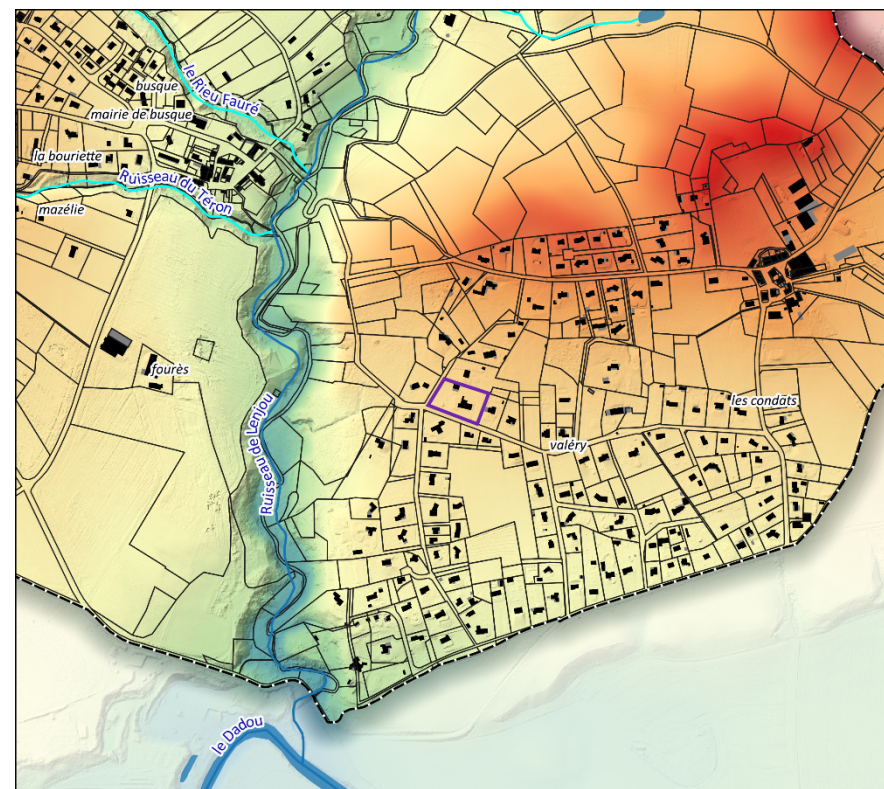 le Rieu Fauré
busque
mairie de busque
la bouriette
Ruisseau du Téron
mazélie
fourès
Ruisseau de Lenjou
les condats
valéry
le Dadou